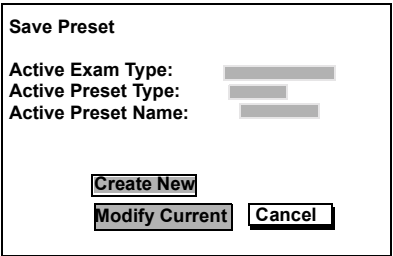 Save Preset
Active Exam Type:
Active Preset Type:
Active Preset Name:
Create New
Modify Current Cancel